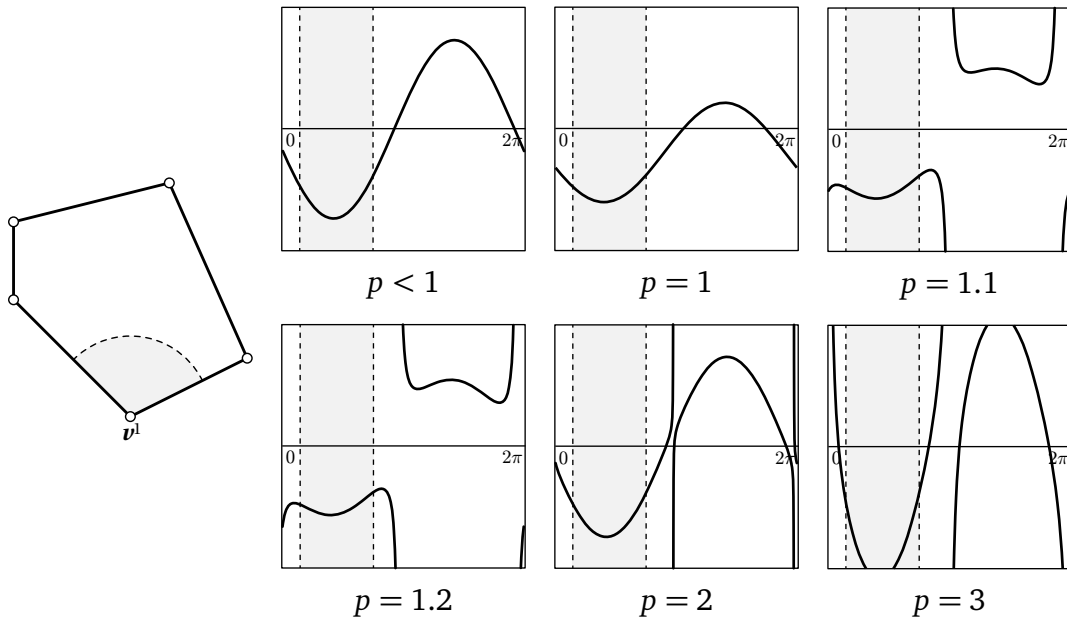 0 2π
p < 1
0 2π
p = 1
0 2π
p = 1.1
v¹
0 2π
p = 1.2
0 2π
p = 2
0 2π
p = 3